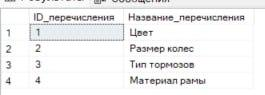 ID_перечисления Название_перечисления
1 1 Цвет
2 2 Размер колес
3 3 Тип тормозов
4 4 Материал рамы